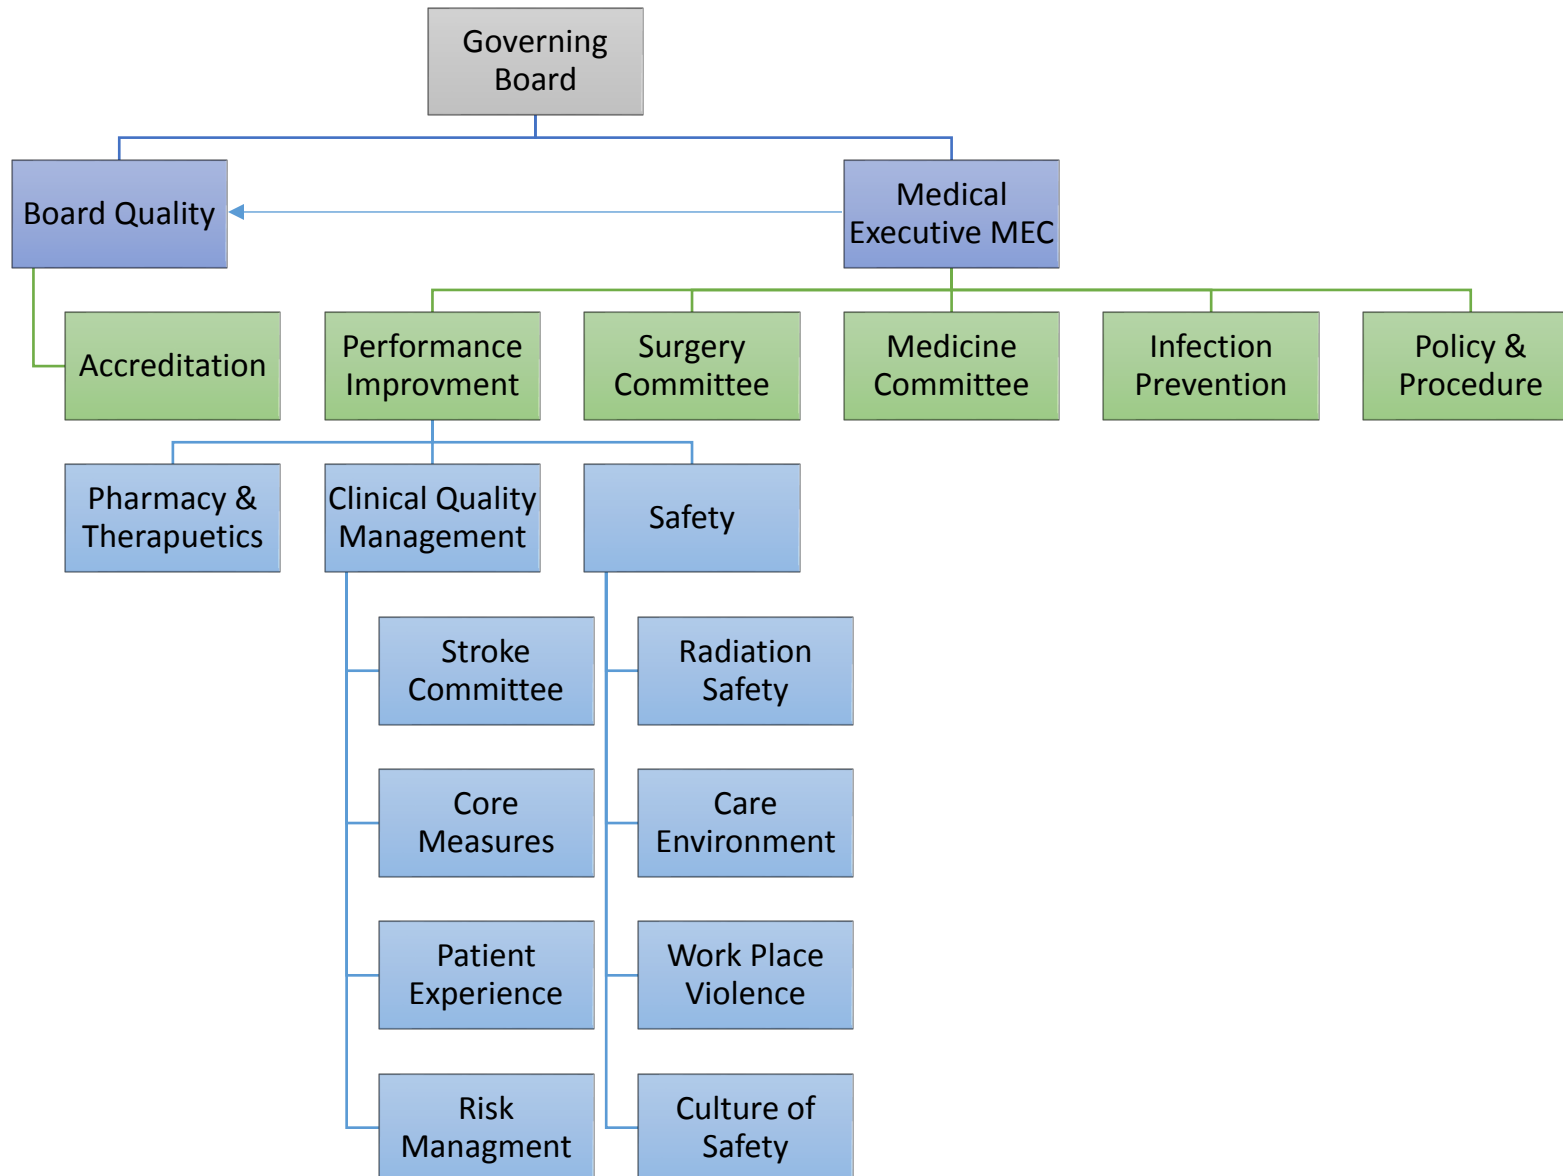 Governing
Board
Board Quality
Medical
Executive MEC
Accreditation
Performance
Improvment
Surgery
Committee
Medicine
Committee
Infection
Prevention
Policy &
Procedure
Pharmacy &
Therapuetics
Clinical Quality
Management
Safety
Stroke
Committee
Radiation
Safety
Core
Measures
Care
Environment
Patient
Experience
Work Place
Violence
Risk
Managment
Culture of
Safety